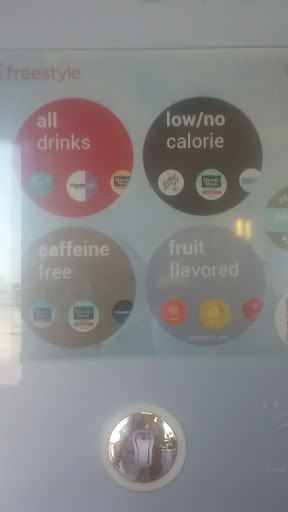 freestyle
all
drinks
low/no
calorie
caffeine
free
fruit
flavored